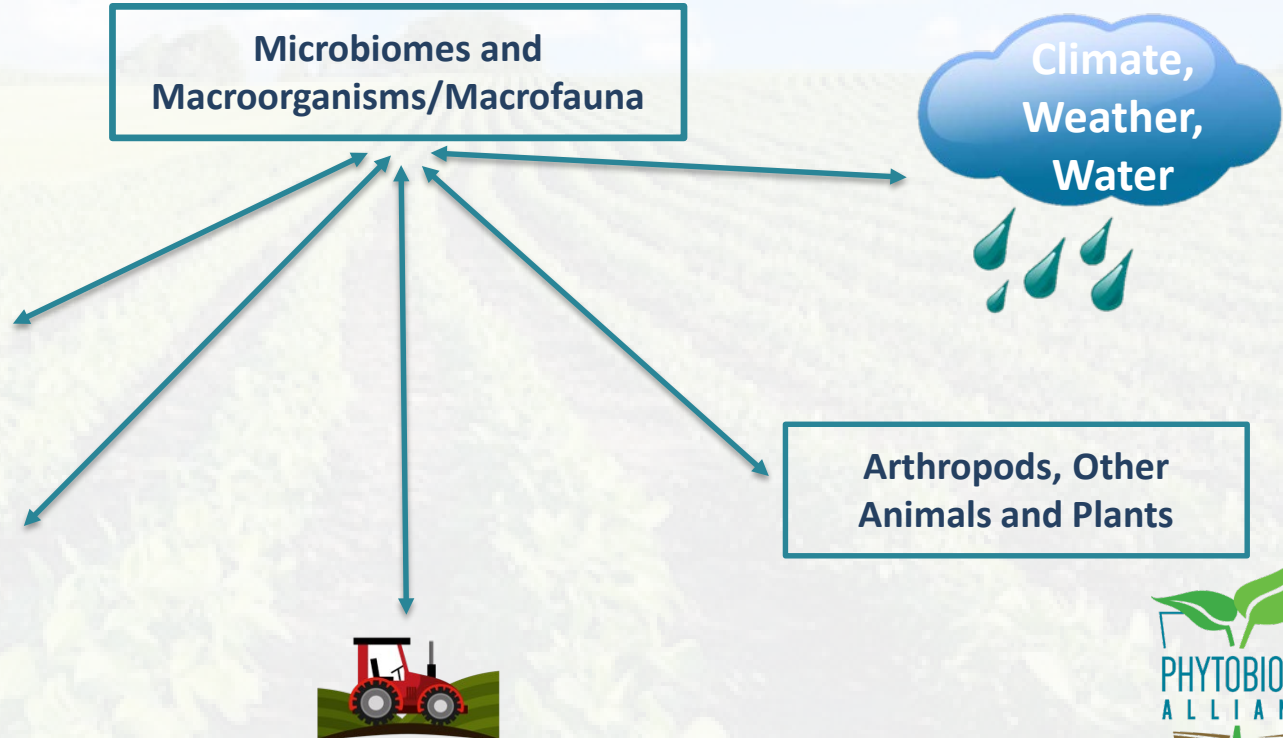 Microbiomes and
Macroorganisms/Macrofauna
Climate,
Weather,
Water
Arthropods, Other
Animals and Plants